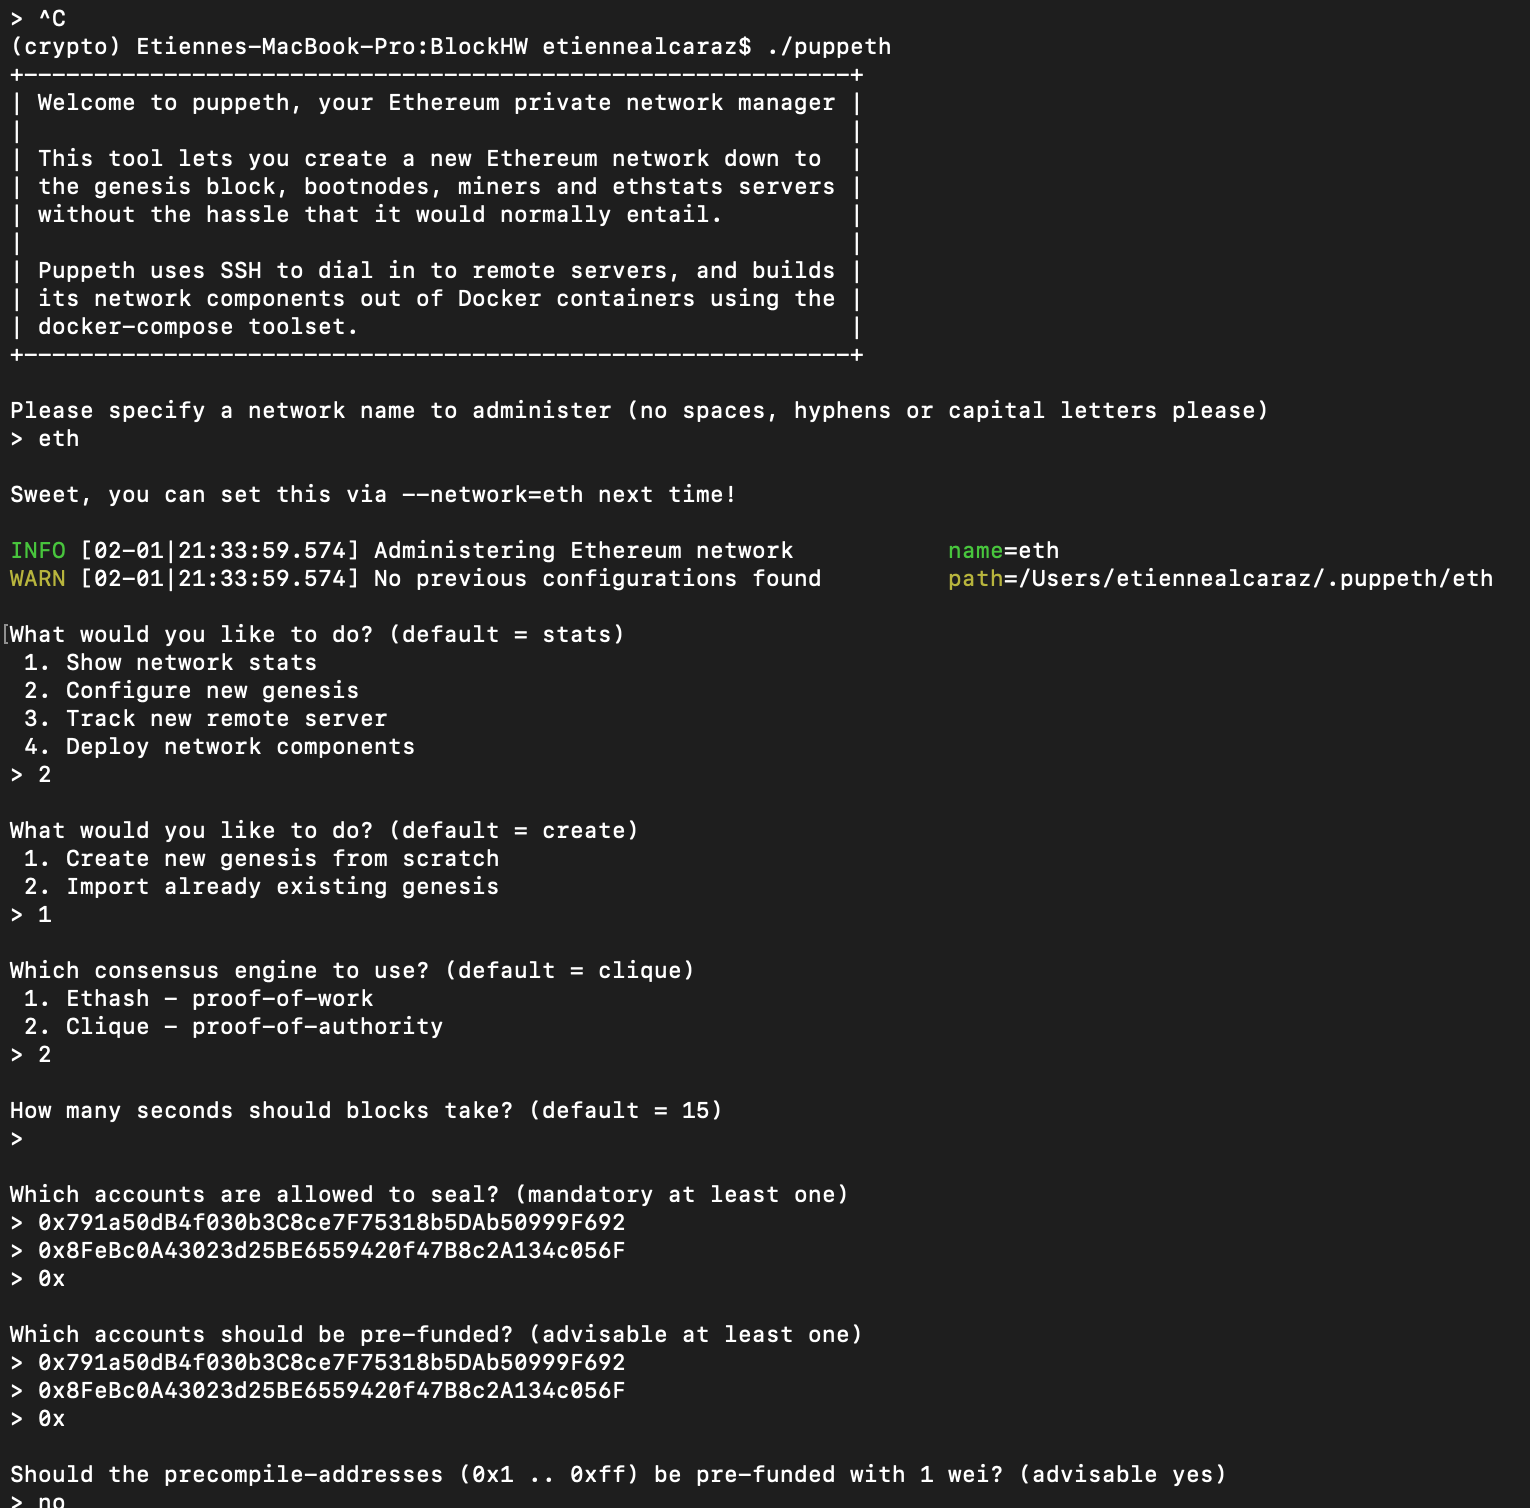 > ^C
(crypto) Etiennes-MacBook-Pro:BlockHW etiennealcaraz$ ./puppeth
+-----------------------------------------------------------+
| Welcome to puppeth, your Ethereum private network manager |
|                                                           |
| This tool lets you create a new Ethereum network down to  |
| the genesis block, bootnodes, miners and ethstats servers |
| without the hassle that it would normally entail.         |
|                                                           |
| Puppeth uses SSH to dial in to remote servers, and builds |
| its network components out of Docker containers using the |
| docker-compose toolset.                                   |
+-----------------------------------------------------------+
Please specify a network name to administer (no spaces, hyphens or capital letters please)
> eth
Sweet, you can set this via --network=eth next time!
INFO [02-01|21:33:59.574] Administering Ethereum network           name=eth
WARN [02-01|21:33:59.574] No previous configurations found         path=/Users/etiennealcaraz/.puppeth/eth
[What would you like to do? (default = stats)
 1. Show network stats
 2. Configure new genesis
 3. Track new remote server
 4. Deploy network components
> 2
What would you like to do? (default = create)
 1. Create new genesis from scratch
 2. Import already existing genesis
> 1
Which consensus engine to use? (default = clique)
 1. Ethash - proof-of-work
 2. Clique - proof-of-authority
> 2
How many seconds should blocks take? (default = 15)
>
Which accounts are allowed to seal? (mandatory at least one)
> 0x791a50dB4f030b3C8ce7F75318b5DAb50999F692
> 0x8FeBc0A43023d25BE6559420f47B8c2A134c056F
> 0x
Which accounts should be pre-funded? (advisable at least one)
> 0x791a50dB4f030b3C8ce7F75318b5DAb50999F692
> 0x8FeBc0A43023d25BE6559420f47B8c2A134c056F
> 0x
Should the precompile-addresses (0x1 .. 0xff) be pre-funded with 1 wei? (advisable yes)
> no